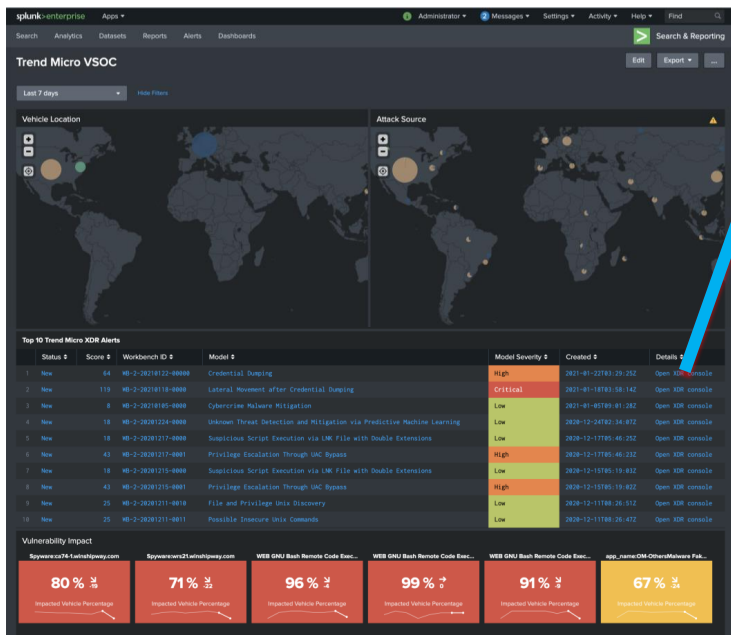 splunk>enterprise Apps ▾ Administrator ▾ 2 Messages ▾ Settings ▾ Activity ▾ Help ▾ Find
Search Analytics Datasets Reports Alerts Dashboards Search & Reporting
Trend Micro VSOC Edit Export ▾ ...
Last 7 days Hide Filters
Vehicle Location Attack Source
Top 10 Trend Micro XDR Alerts
Status Score Workbench ID Model Model Severity Created Details
1 New 64 WB-2-20210122-00000 Credential Dumping High 2021-01-22T03:29:25Z Open XDR console
2 New 119 WB-2-20210118-0000 Lateral Movement after Credential Dumping Critical 2021-01-18T03:58:14Z Open XDR console
3 New 8 WB-2-20210105-0000 Cybercrime Malware Mitigation Low 2021-01-05T09:01:28Z Open XDR console
4 New 18 WB-2-20201224-0000 Unknown Threat Detection and Mitigation via Predictive Machine Learning Low 2020-12-24T02:34:07Z Open XDR console
5 New 18 WB-2-20201217-0000 Suspicious Script Execution via LNK File with Double Extensions Low 2020-12-17T05:46:25Z Open XDR console
6 New 43 WB-2-20201217-0001 Privilege Escalation Through UAC Bypass High 2020-12-17T05:46:23Z Open XDR console
7 New 18 WB-2-20201215-0000 Suspicious Script Execution via LNK File with Double Extensions Low 2020-12-15T05:19:03Z Open XDR console
8 New 43 WB-2-20201215-0001 Privilege Escalation Through UAC Bypass High 2020-12-15T05:19:02Z Open XDR console
9 New 25 WB-2-20201211-0010 File and Privilege Unix Discovery Low 2020-12-11T08:26:51Z Open XDR console
10 New 25 WB-2-20201211-0011 Possible Insecure Unix Commands Low 2020-12-11T08:26:47Z Open XDR console
Vulnerability Impact
Spyware:ca74-1.winshipway.com Spyware:wrs21.winshipway.com WEB GNU Bash Remote Code Exec... WEB GNU Bash Remote Code Exec... WEB GNU Bash Remote Code Exec... app_name:OM-OthersMalware Fak...
80 % -19 71 % -22 96 % -4 99 % 0 91 % -9 67 % -24
Impacted Vehicle Percentage Impacted Vehicle Percentage Impacted Vehicle Percentage Impacted Vehicle Percentage Impacted Vehicle Percentage Impacted Vehicle Percentage